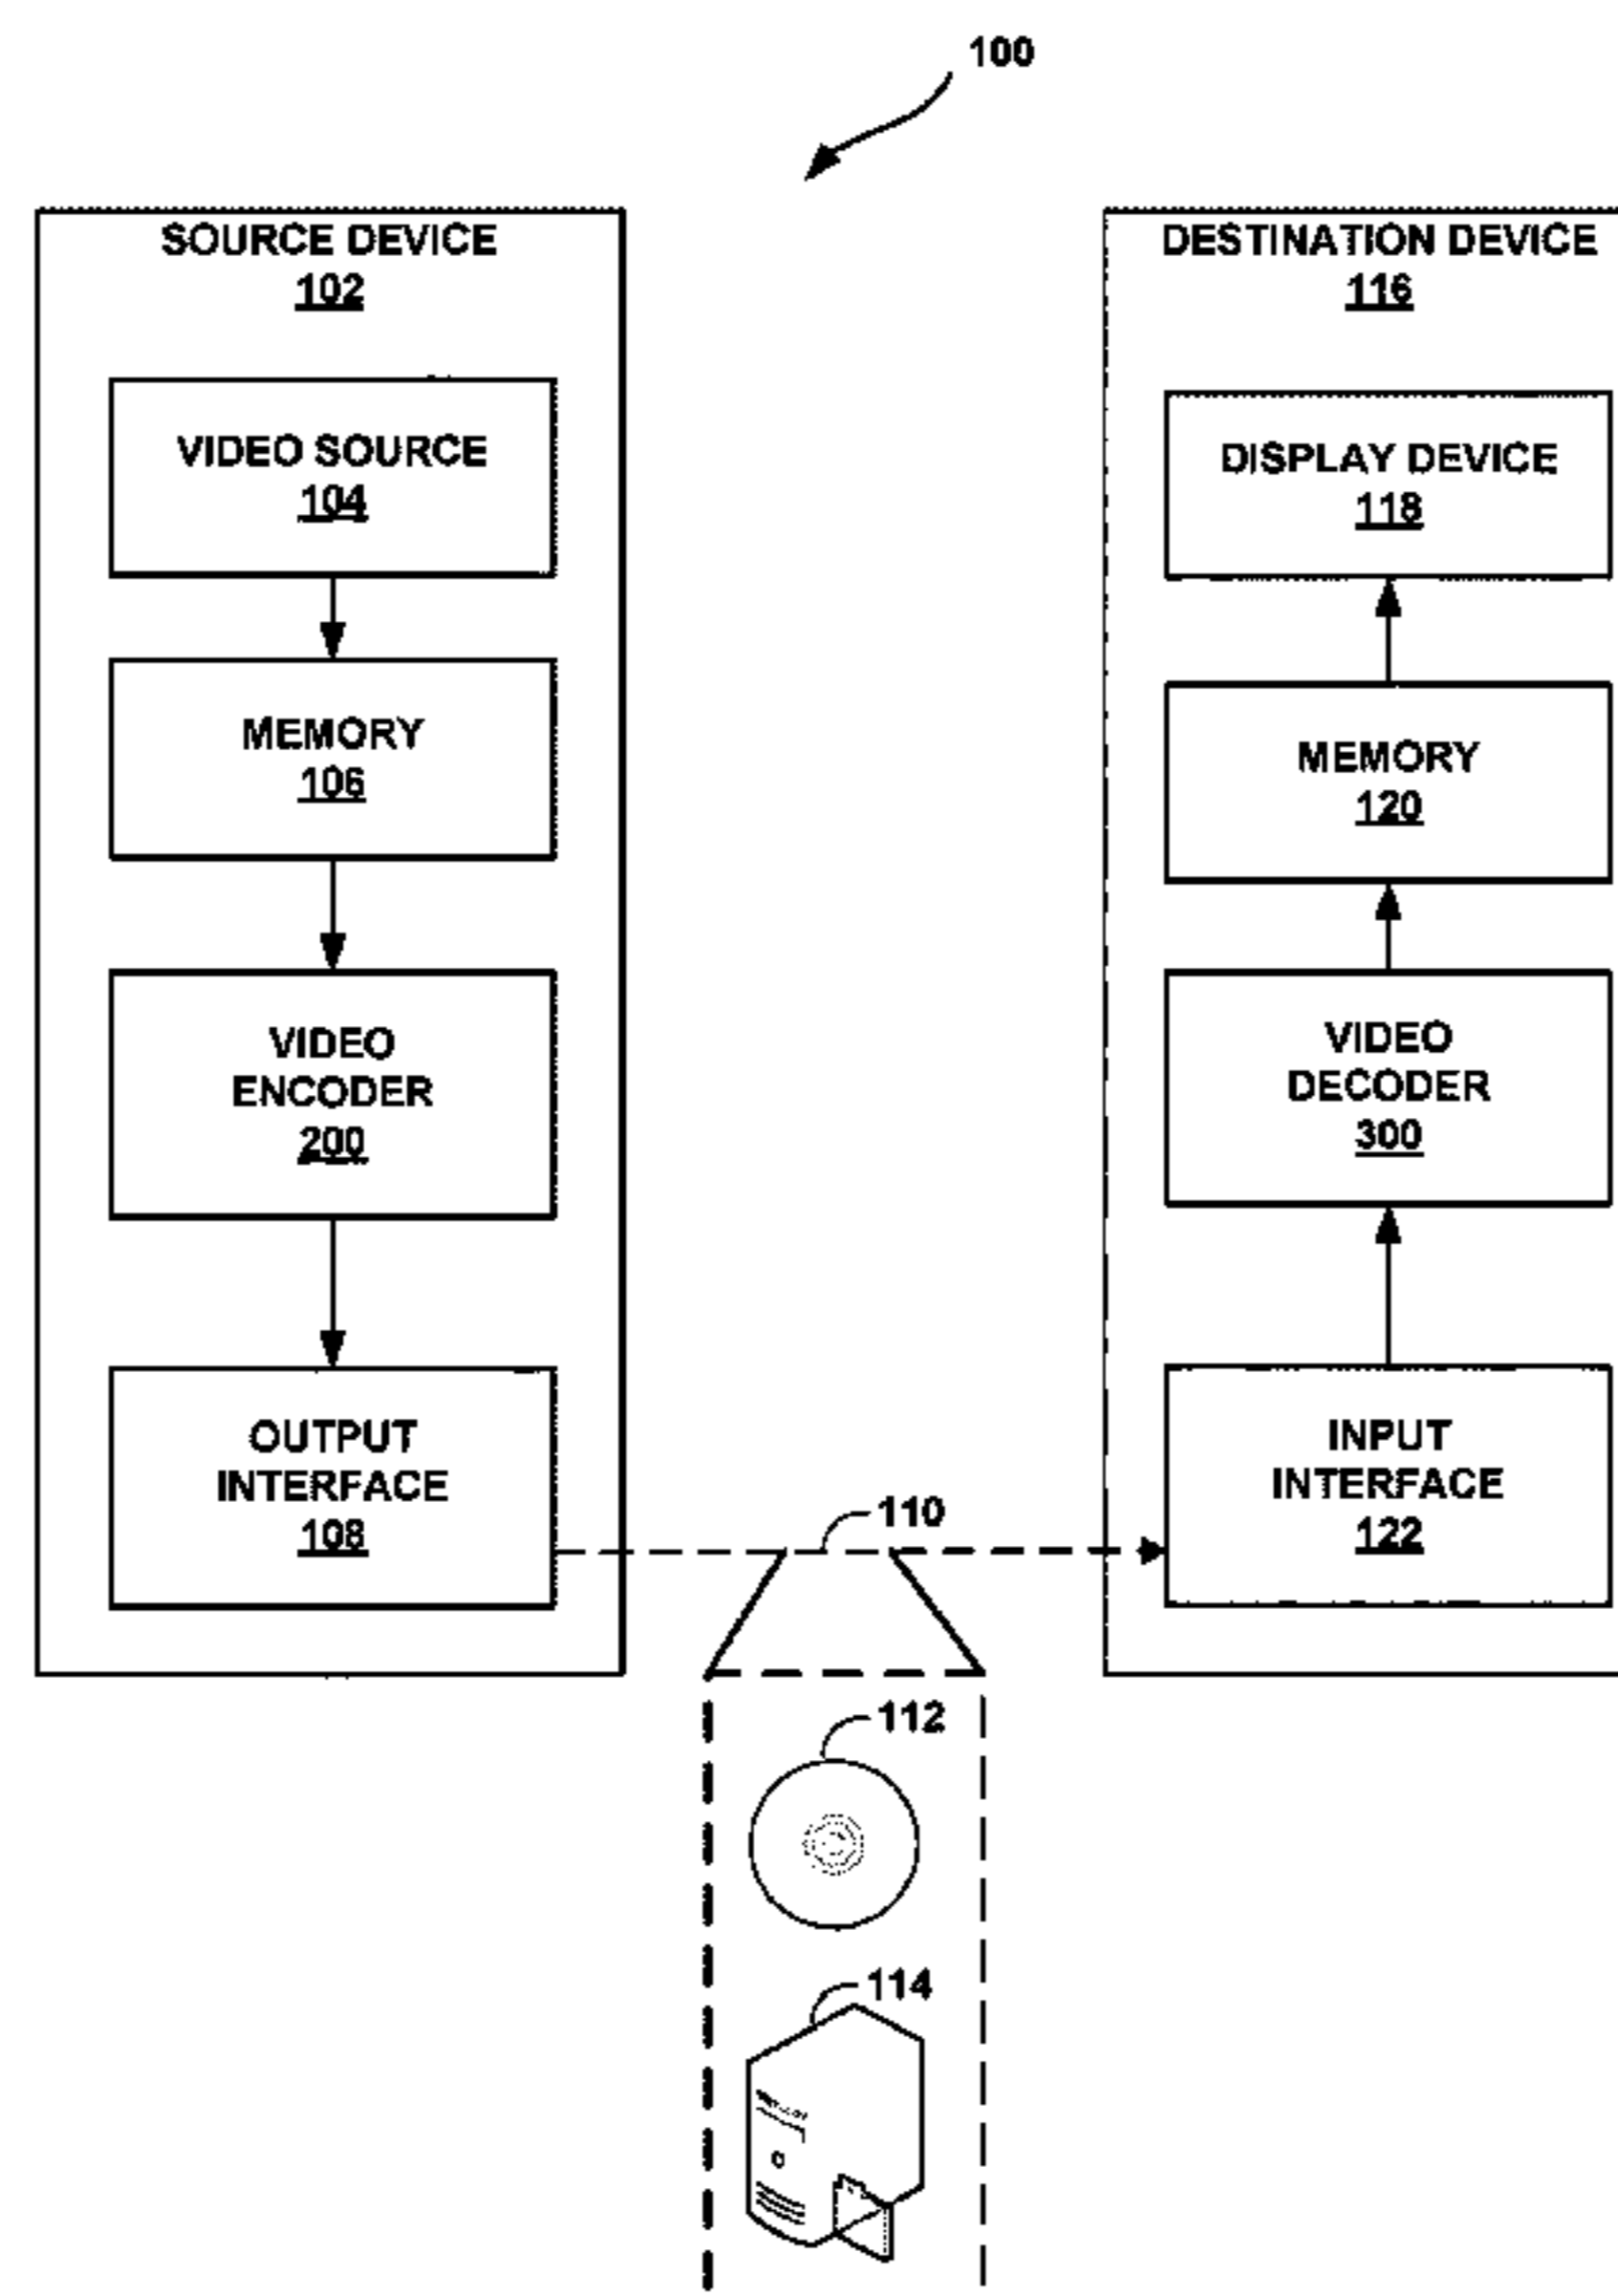 100
SOURCE DEVICE
102
VIDEO SOURCE
104
MEMORY
106
VIDEO
ENCODER
200
OUTPUT
INTERFACE
108
DESTINATION DEVICE
116
DISPLAY DEVICE
118
MEMORY
120
VIDEO
DECODER
300
INPUT
INTERFACE
122
110
112
114